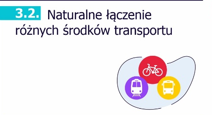 3.2. Naturalne łączenie
różnych środków transportu